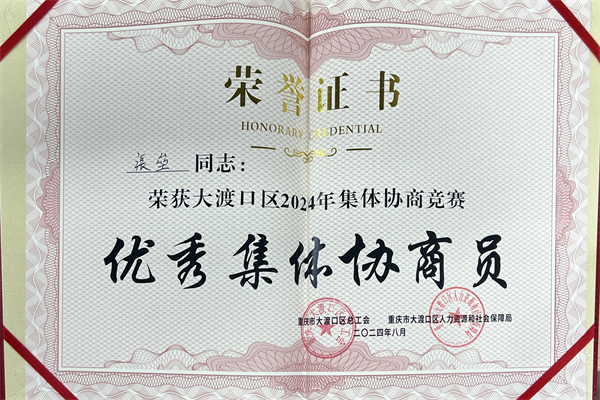 荣誉证书
HONORARY CREDENTIAL
张 同志：
荣获大渡口区2024年集体协商竞赛
优秀集体协商员
重庆市大渡口区总工会 重庆市大渡口区人力资源和社会保障局
二〇二四年八月